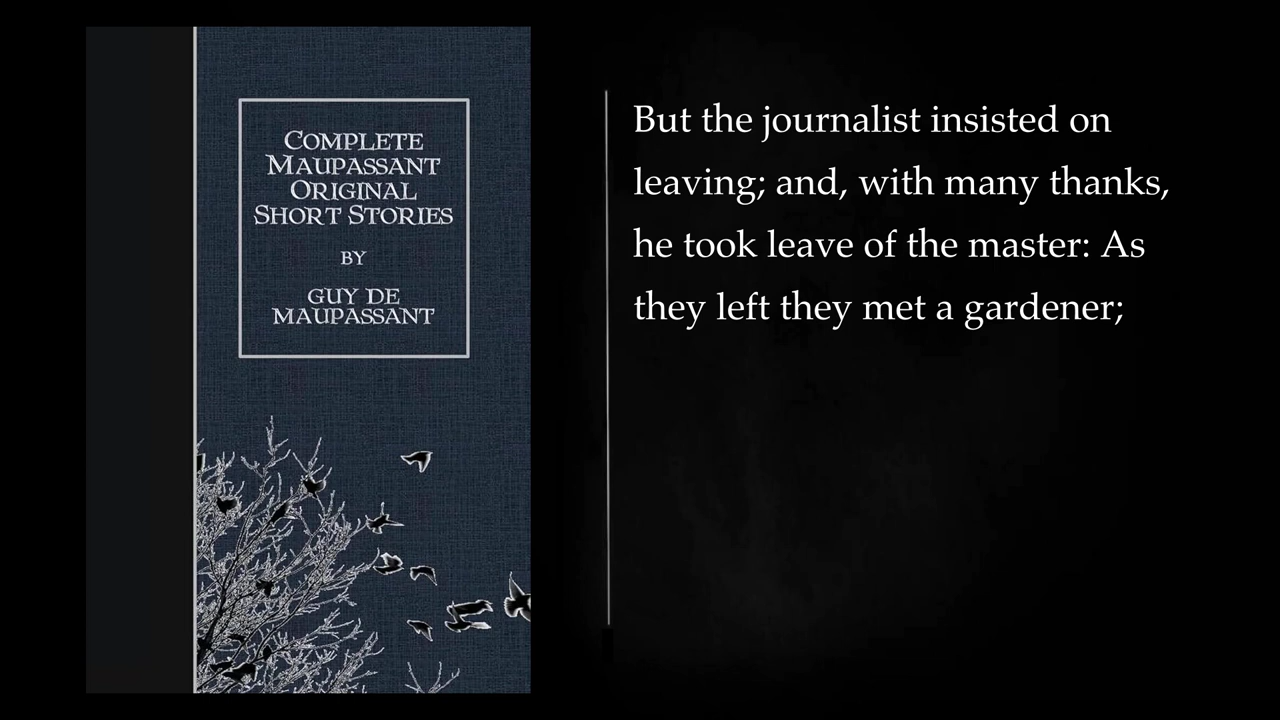 COMPLETE
MAUPASSANT
ORIGINAL
SHORT STORIES
BY
GUY DE
MAUPASSANT
But the journalist insisted on
leaving; and, with many thanks,
he took leave of the master: As
they left they met a gardener;